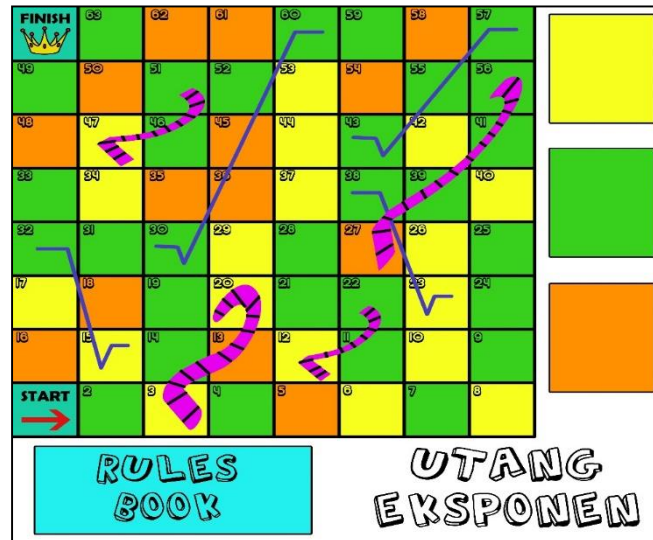 FINISH 63 62 61 60 59 58 57
49 50 51 52 53 54 55 56
48 47 46 45 44 43 42 41
33 34 35 36 37 38 39 40
32 31 30 29 28 27 26 25
17 18 19 20 21 22 23 24
16 15 14 13 12 11 10 9
START 2 3 4 5 6 7 8
RULES
BOOK
UTANG
EKSPONEN